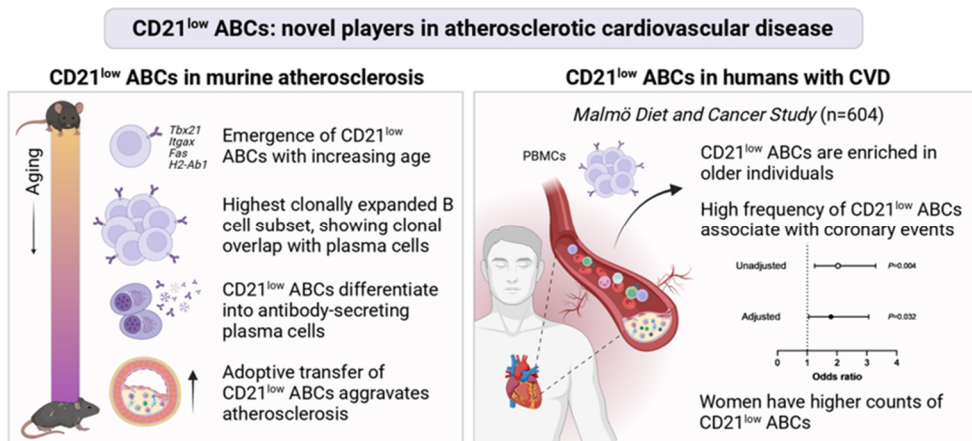 CD21low ABCs: novel players in atherosclerotic cardiovascular disease
CD21low ABCs in murine atherosclerosis
Aging
Tbx21
Itgax
Fas
H2-Ab1
Emergence of CD21low
ABCs with increasing age
Highest clonally expanded B
cell subset, showing clonal
overlap with plasma cells
CD21low ABCs differentiate
into antibody-secreting
plasma cells
Adoptive transfer of
CD21low ABCs aggravates
atherosclerosis
CD21low ABCs in humans with CVD
Malmö Diet and Cancer Study (n=604)
PBMCs
CD21low ABCs are enriched in
older individuals
High frequency of CD21low ABCs
associate with coronary events
Unadjusted
P=0.004
Adjusted
P=0.032
0 1 2 3 4
Odds ratio
Women have higher counts of
CD21low ABCs